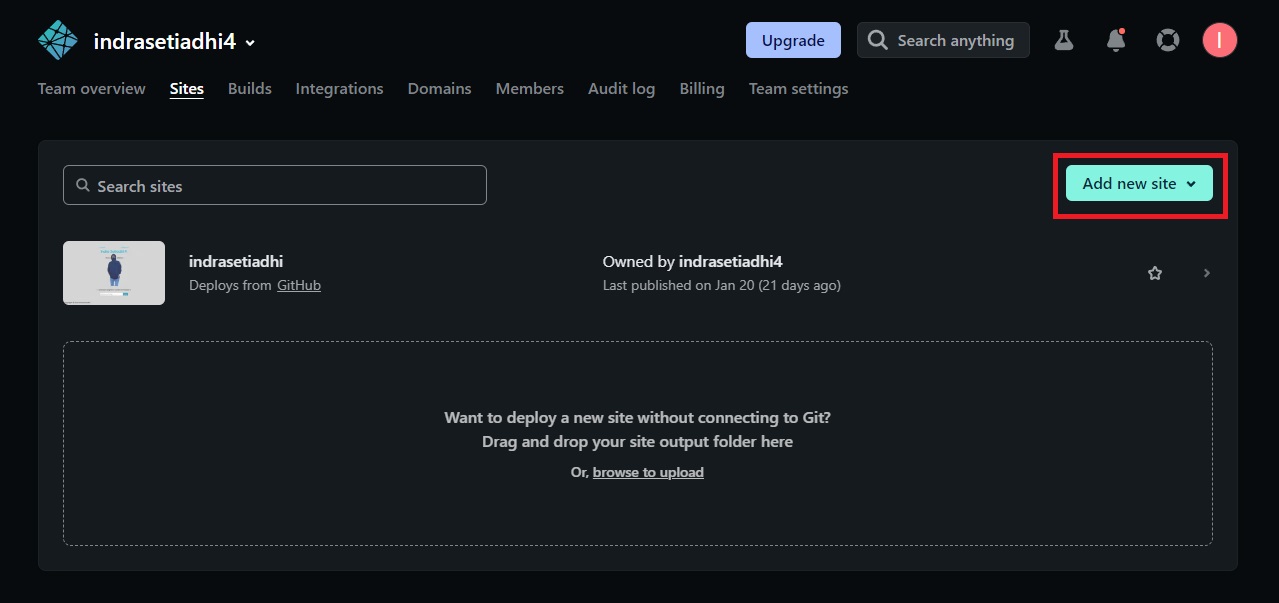 indrasetiadhi4
Upgrade
Search anything
I
Team overview Sites Builds Integrations Domains Members Audit log Billing Team settings
Search sites
Add new site
indrasetiadhi
Deploys from GitHub
Owned by indrasetiadhi4
Last published on Jan 20 (21 days ago)
Want to deploy a new site without connecting to Git?
Drag and drop your site output folder here
Or, browse to upload